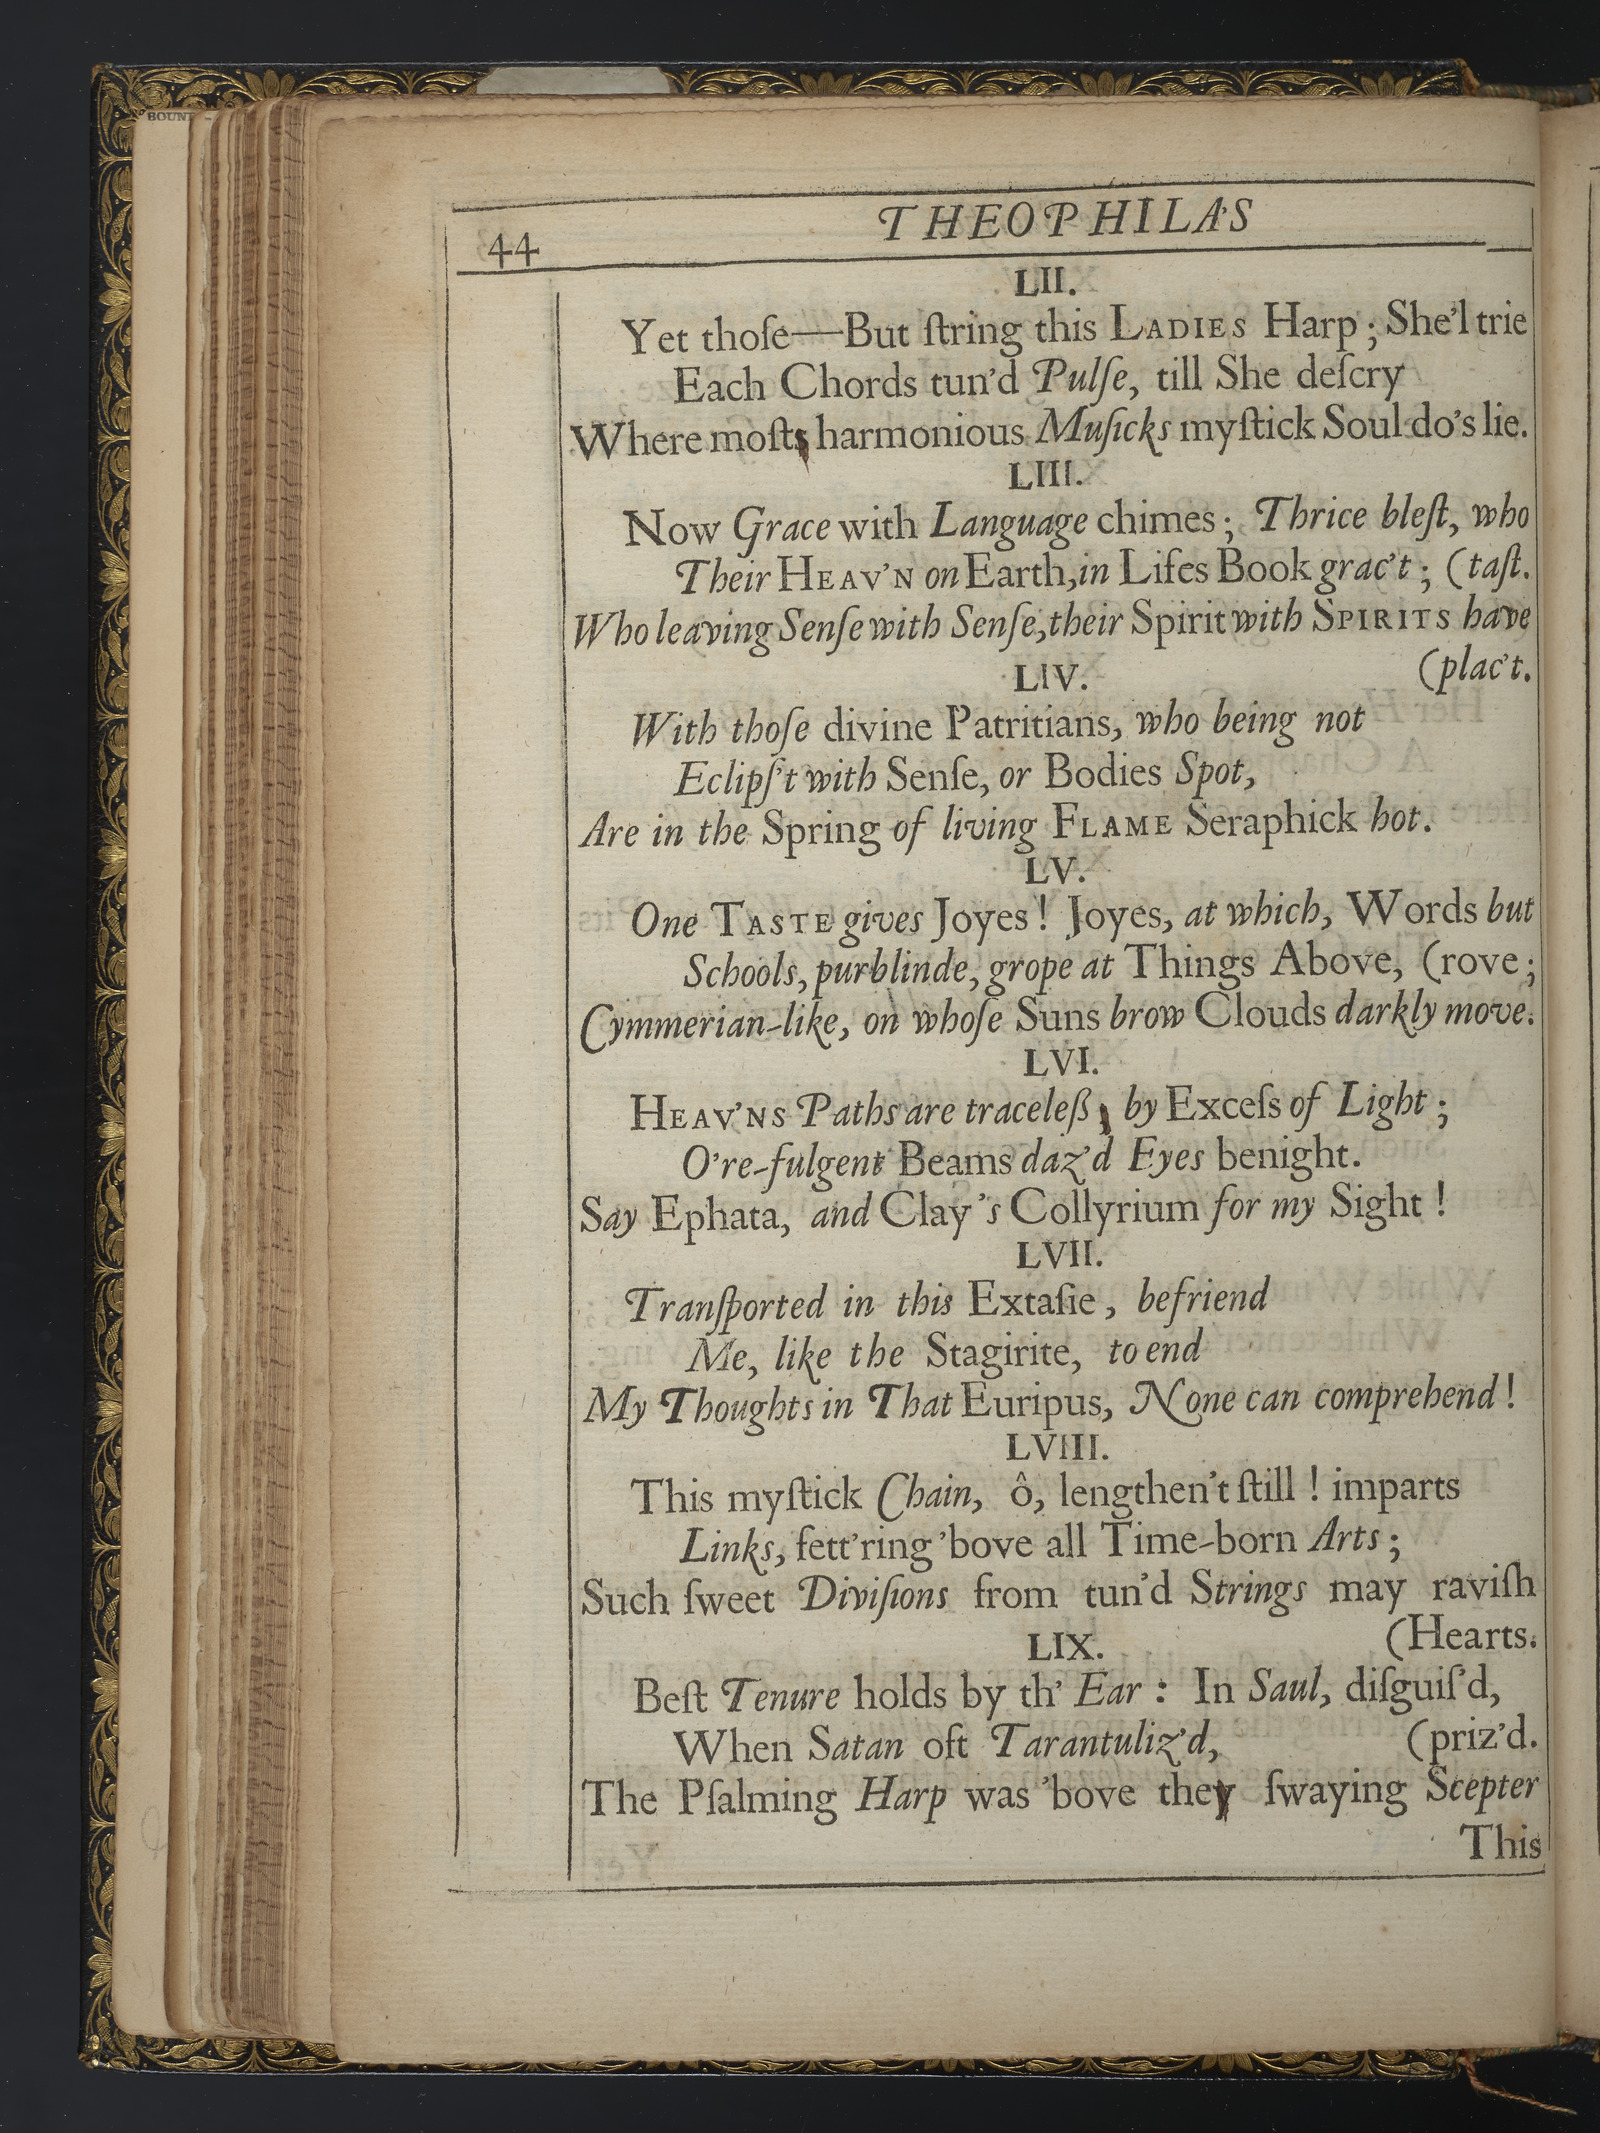 BOUNT
THEOPHILA'S
44
LII.
Yet thoſe—But ſtring this LADIES Harp; She'l trie
Each Chords tun'd Pulſe, till She deſcry
Where moſt harmonious Muſicks myſtick Soul do's lie.
LIII.
Now Grace with Language chimes; Thrice bleſt, who
Their HEAV'N on Earth, in Lifes Book grac't; (taſt.
Who leaving Senſe with Senſe, their Spirit with SPIRITS have
(plac't.
LIV.
With thoſe divine Patritians, who being not
Eclipſ't with Senſe, or Bodies Spot,
Are in the Spring of living FLAME Seraphick hot.
LV.
One TASTE gives Joyes! Joyes, at which, Words but
Schools, purblinde, grope at Things Above, (rove;
Cymmerian-like, on whoſe Suns brow Clouds darkly move.
LVI.
HEAV'NS Paths are traceleß, by Exceſs of Light;
O're-fulgent Beams daz'd Eyes benight.
Say Ephata, and Clay's Collyrium for my Sight!
LVII.
Tranſported in this Extaſie, befriend
Me, like the Stagirite, to end
My Thoughts in That Euripus, None can comprehend!
LVIII.
This myſtick Chain, ô, lengthen't ſtill! imparts
Links, fett'ring 'bove all Time-born Arts;
Such ſweet Diviſions from tun'd Strings may raviſh
(Hearts.
LIX.
Beſt Tenure holds by th' Ear: In Saul, diſguiſ'd,
When Satan oft Tarantuliz'd, (priz'd.
The Pſalming Harp was 'bove the ſwaying Scepter
This